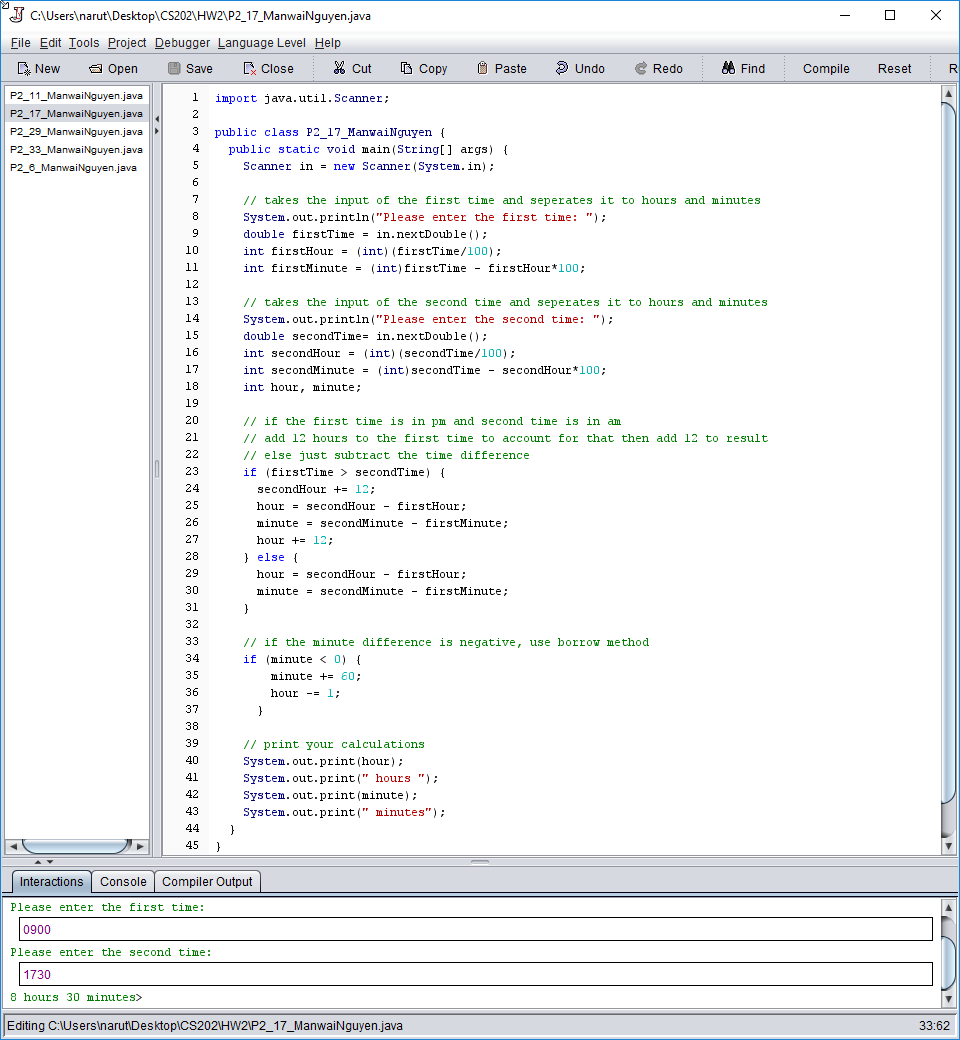 C:\Users\narut\Desktop\CS202\HW2\P2_17_ManwaiNguyen.java
File Edit Tools Project Debugger Language Level Help
New Open Save Close Cut Copy Paste Undo Redo Find Compile Reset R
P2_11_ManwaiNguyen.java
P2_17_ManwaiNguyen.java
P2_29_ManwaiNguyen.java
P2_33_ManwaiNguyen.java
P2_6_ManwaiNguyen.java
1 import java.util.Scanner;
2
3 public class P2_17_ManwaiNguyen {
4 public static void main(String[] args) {
5 Scanner in = new Scanner(System.in);
6
7 // takes the input of the first time and seperates it to hours and minutes
8 System.out.println("Please enter the first time: ");
9 double firstTime = in.nextDouble();
10 int firstHour = (int)(firstTime/100);
11 int firstMinute = (int)firstTime - firstHour*100;
12
13 // takes the input of the second time and seperates it to hours and minutes
14 System.out.println("Please enter the second time: ");
15 double secondTime= in.nextDouble();
16 int secondHour = (int)(secondTime/100);
17 int secondMinute = (int)secondTime - secondHour*100;
18 int hour, minute;
19
20 // if the first time is in pm and second time is in am
21 // add 12 hours to the first time to account for that then add 12 to result
22 // else just subtract the time difference
23 if (firstTime > secondTime) {
24 secondHour += 12;
25 hour = secondHour - firstHour;
26 minute = secondMinute - firstMinute;
27 hour += 12;
28 } else {
29 hour = secondHour - firstHour;
30 minute = secondMinute - firstMinute;
31 }
32
33 // if the minute difference is negative, use borrow method
34 if (minute < 0) {
35 minute += 60;
36 hour -= 1;
37 }
38
39 // print your calculations
40 System.out.print(hour);
41 System.out.print(" hours ");
42 System.out.print(minute);
43 System.out.print(" minutes");
44 }
45 }
Interactions Console Compiler Output
Please enter the first time:
0900
Please enter the second time:
1730
8 hours 30 minutes>
Editing C:\Users\narut\Desktop\CS202\HW2\P2_17_ManwaiNguyen.java 33:62